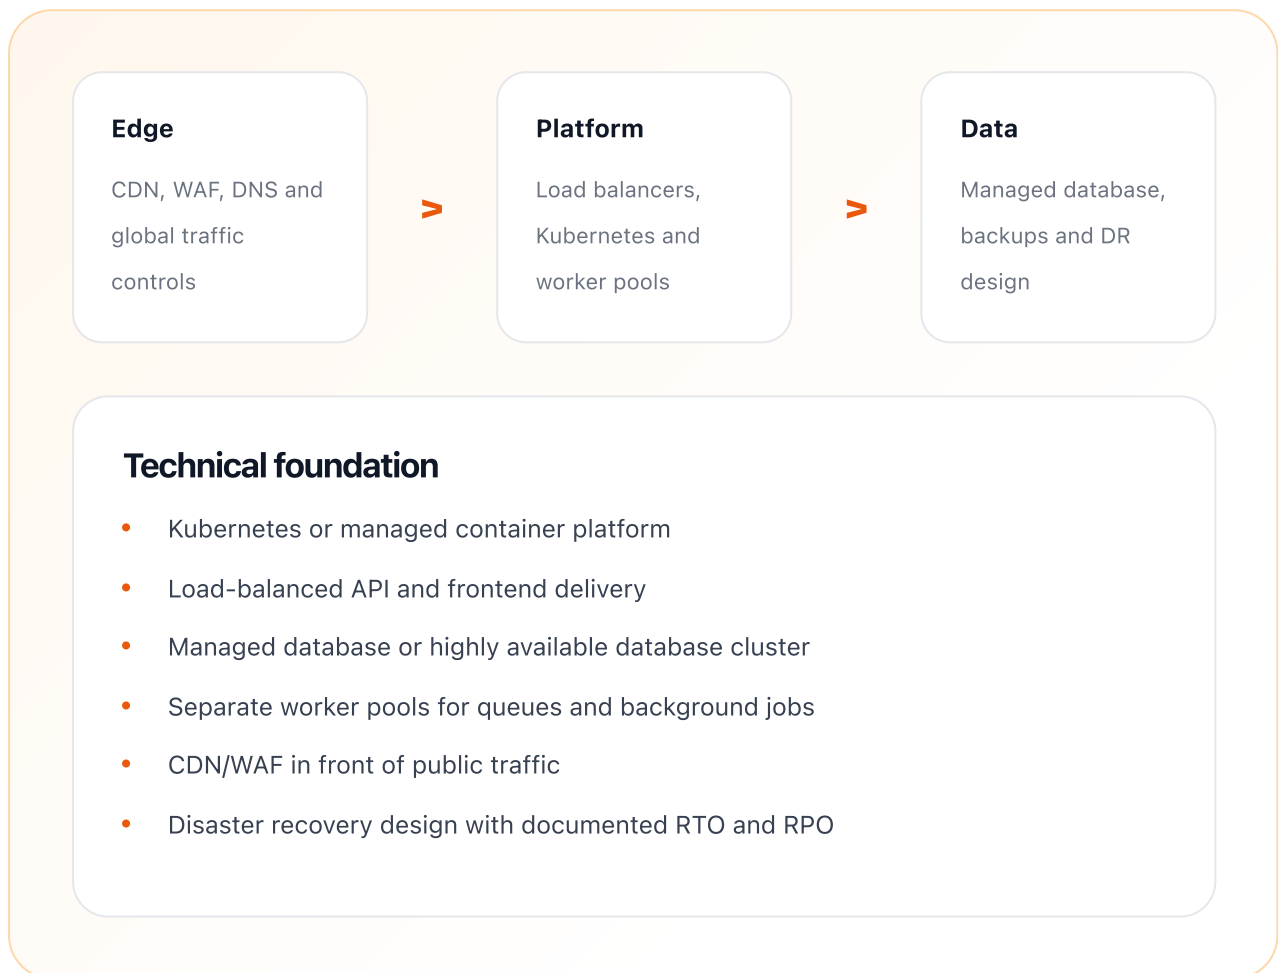 Edge
CDN, WAF, DNS and
global traffic
controls
>
Platform
Load balancers,
Kubernetes and
worker pools
>
Data
Managed database,
backups and DR
design
Technical foundation
• Kubernetes or managed container platform
• Load-balanced API and frontend delivery
• Managed database or highly available database cluster
• Separate worker pools for queues and background jobs
• CDN/WAF in front of public traffic
• Disaster recovery design with documented RTO and RPO